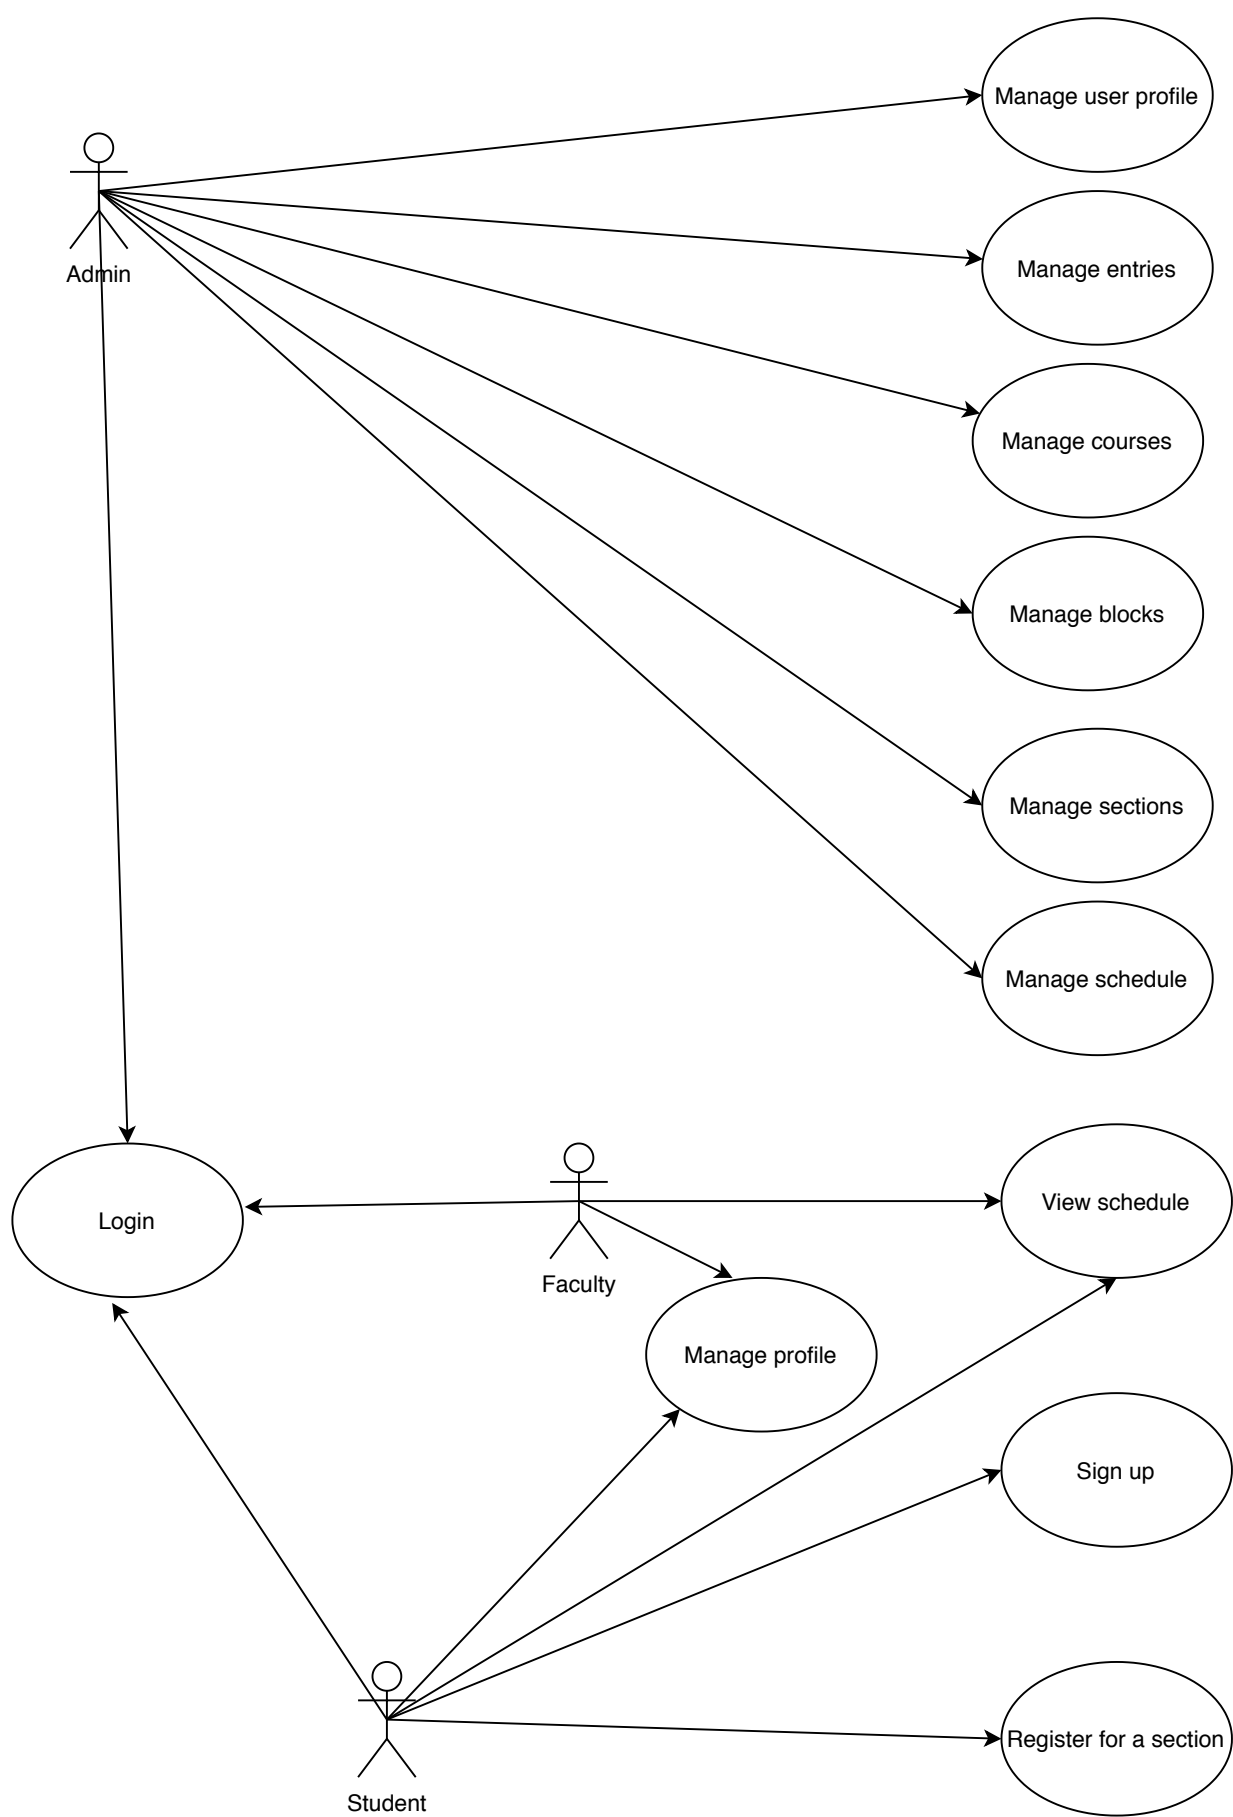 Manage user profile
Admin
Manage entries
Manage courses
Manage blocks
Manage sections
Manage schedule
Login
Faculty
View schedule
Manage profile
Sign up
Register for a section
Student